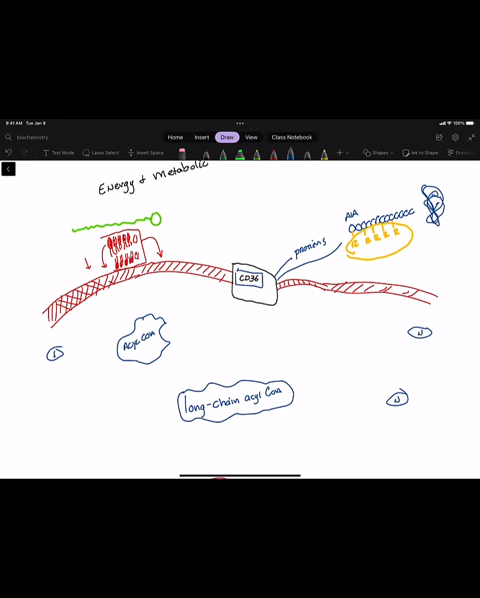 9:41 AM Tue Jan 9
100%
biochemistry
Home Insert Draw View Class Notebook
Text Mode Lasso Select Insert Space Shapes Ink to Shape
Energy & Metabolic
A/A
R R R R R
proteins
CD36
Acyl CoA
long-chain acyl CoA
N
N